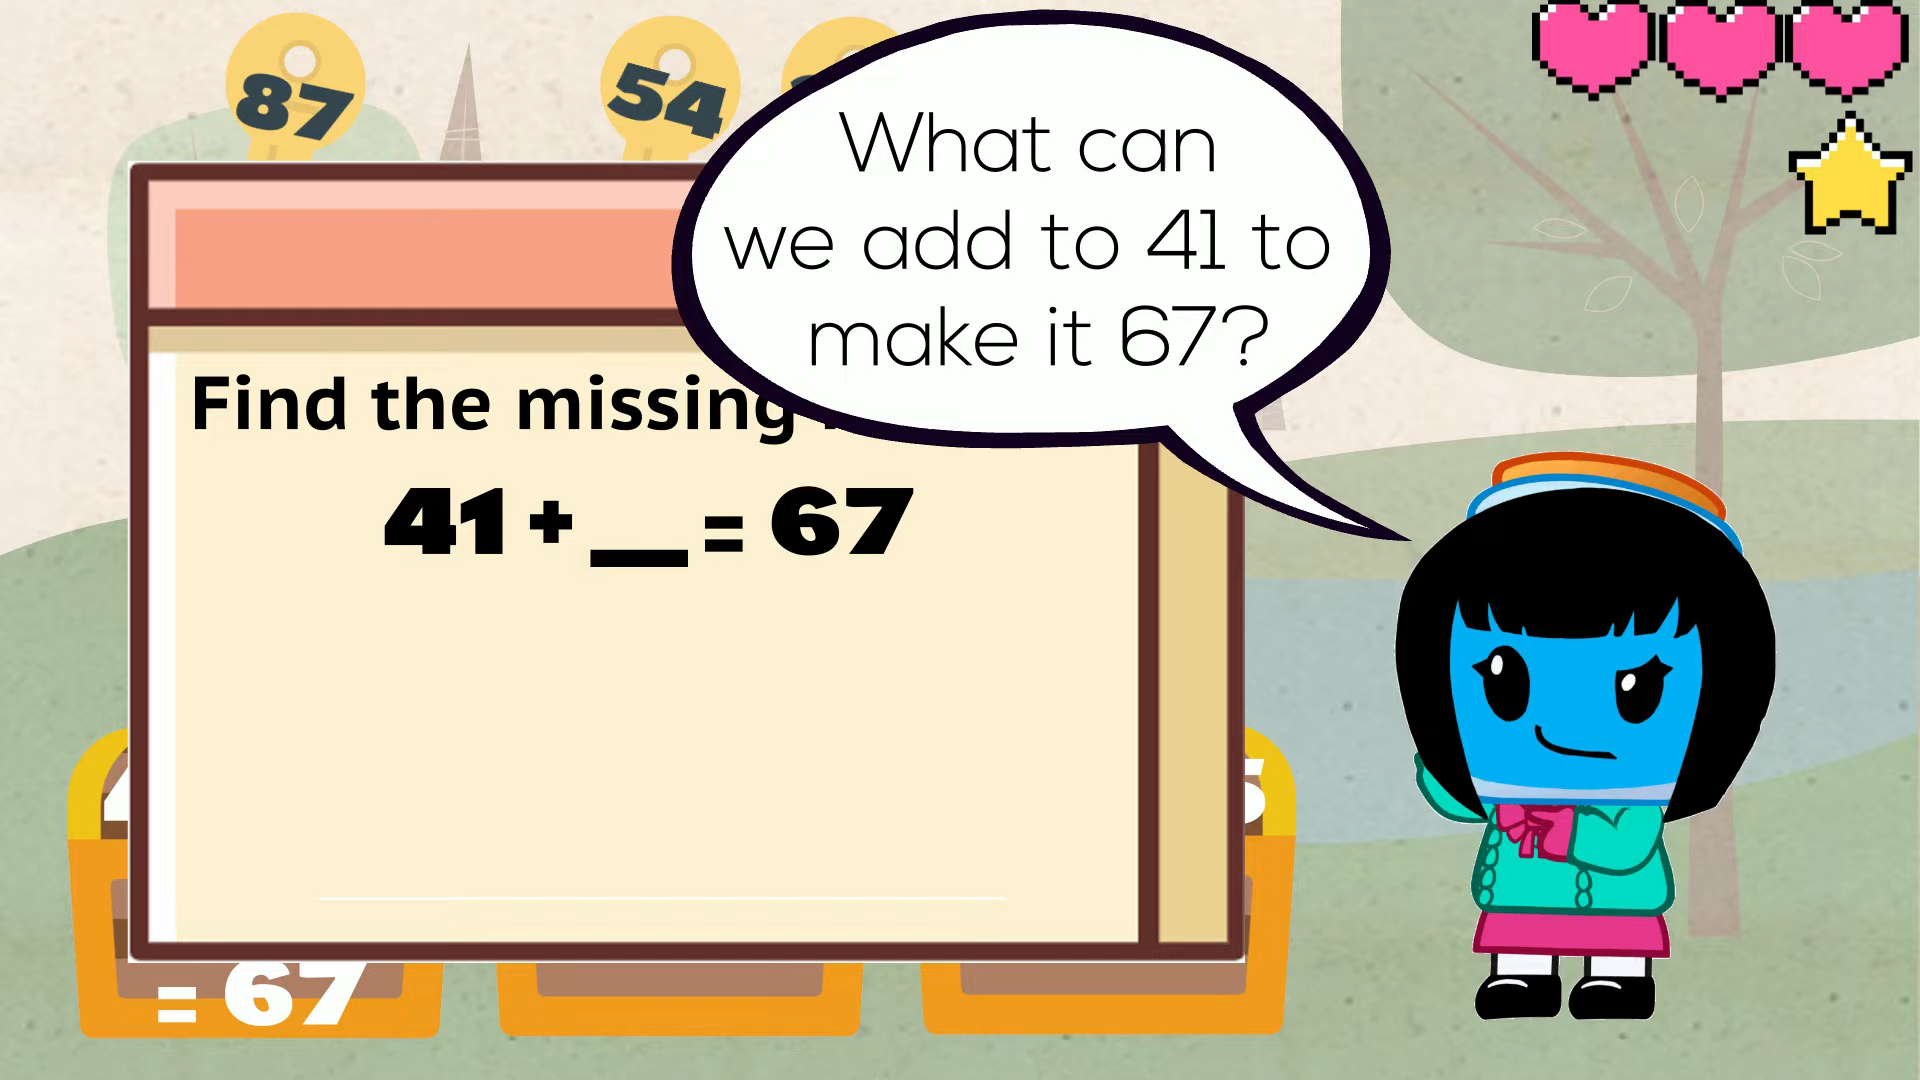 87
54
What can
we add to 41 to
make it 67?
Find the missing
41 + __ = 67
= 67